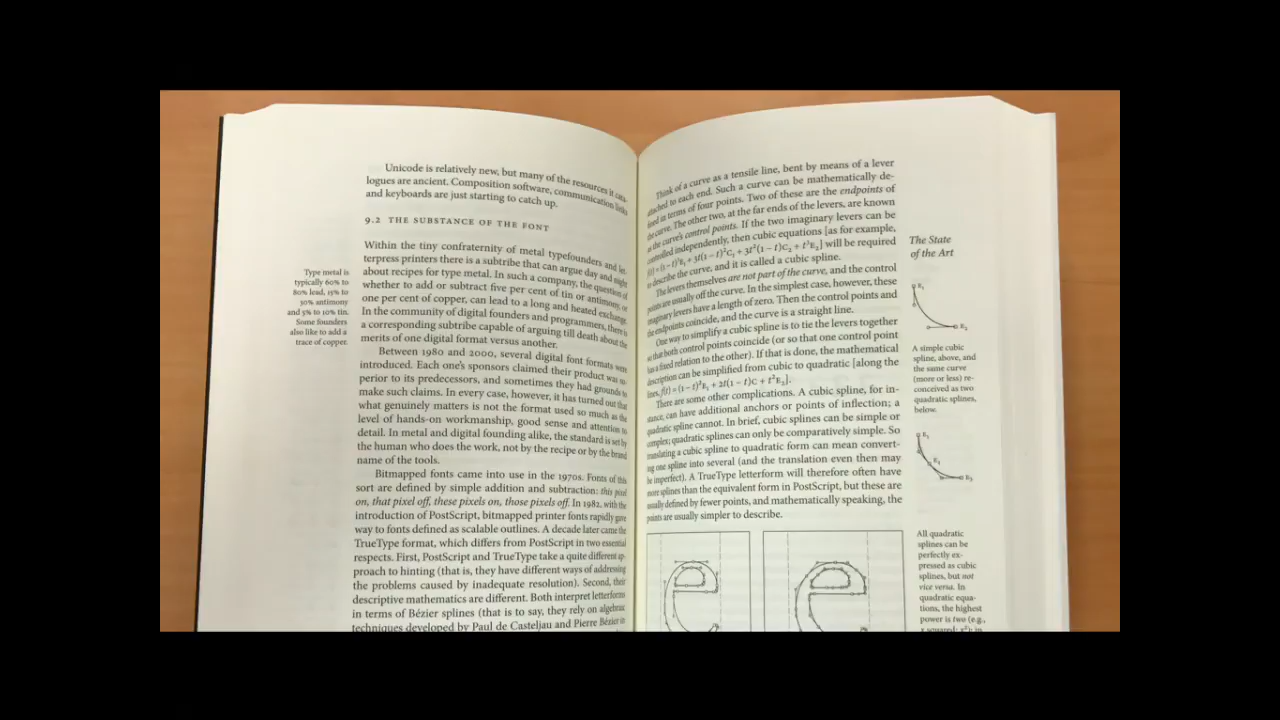 Unicode is relatively new, but many of the resources it cata-
logues are ancient. Composition software, communication links
and keyboards are just starting to catch up.
9.2 THE SUBSTANCE OF THE FONT
Within the tiny confraternity of metal typefounders and let-
terpress printers there is a subtribe that can argue day and night
about recipes for type metal. In such a company, the question of
whether to add or subtract five per cent of tin or antimony, or
one per cent of copper, can lead to a long and heated exchange.
In the community of digital founders and programmers, there is
a corresponding subtribe capable of arguing till death about the
merits of one digital format versus another.
Type metal is
typically 60% to
80% lead, 15% to
30% antimony
and 5% to 10% tin.
Some founders
also like to add a
trace of copper.
Between 1980 and 2000, several digital font formats were
introduced. Each one's sponsors claimed their product was su-
perior to its predecessors, and sometimes they had grounds to
make such claims. In every case, however, it has turned out that
what genuinely matters is not the format used so much as the
level of hands-on workmanship, good sense and attention to
detail. In metal and digital founding alike, the standard is set by
the human who does the work, not by the recipe or by the brand
name of the tools.
Bitmapped fonts came into use in the 1970s. Fonts of this
sort are defined by simple addition and subtraction: this pixel
on, that pixel off, these pixels on, those pixels off. In 1982, with the
introduction of PostScript, bitmapped printer fonts rapidly gave
way to fonts defined as scalable outlines. A decade later came the
TrueType format, which differs from PostScript in two essential
respects. First, PostScript and TrueType take a quite different ap-
proach to hinting (that is, they have different ways of addressing
the problems caused by inadequate resolution). Second, their
descriptive mathematics are different. Both interpret letterforms
in terms of Bézier splines (that is to say, they rely on algebraic
techniques developed by Paul de Casteljau and Pierre Bézier in
Think of a curve as a tensile line, bent by means of a lever
attached to each end. Such a curve can be mathematically de-
fined in terms of four points. Two of these are the endpoints of
the curve. The other two, at the far ends of the levers, are known
as the curve's control points. If the two imaginary levers can be
controlled independently, then cubic equations [as for example,
f(t) = (1 – t)³E₁ + 3t(1 – t)²C₁ + 3t²(1 – t)C₂ + t³E₂] will be required
to describe the curve, and it is called a cubic spline.
The levers themselves are not part of the curve, and the control
points are usually off the curve. In the simplest case, however, these
imaginary levers have a length of zero. Then the control points and
the endpoints coincide, and the curve is a straight line.
One way to simplify a cubic spline is to tie the levers together
so that both control points coincide (or so that one control point
has a fixed relation to the other). If that is done, the mathematical
description can be simplified from cubic to quadratic [along the
lines, f(t) = (1 – t)²E₁ + 2t(1 – t)C + t²E₂].
There are some other complications. A cubic spline, for in-
stance, can have additional anchors or points of inflection; a
quadratic spline cannot. In brief, cubic splines can be simple or
complex; quadratic splines can only be comparatively simple. So
translating a cubic spline to quadratic form can mean convert-
ing one spline into several (and the translation even then may
be imperfect). A TrueType letterform will therefore often have
more splines than the equivalent form in PostScript, but these are
usually defined by fewer points, and mathematically speaking, the
points are usually simpler to describe.
The State
of the Art
E₁
E₂
A simple cubic
spline, above, and
the same curve
(more or less) re-
conceived as two
quadratic splines,
below.
E₁
E₂
E₃
All quadratic
splines can be
perfectly ex-
pressed as cubic
splines, but not
vice versa. In
quadratic equa-
tions, the highest
power is two (e.g.,
x squared: x²); in
e e